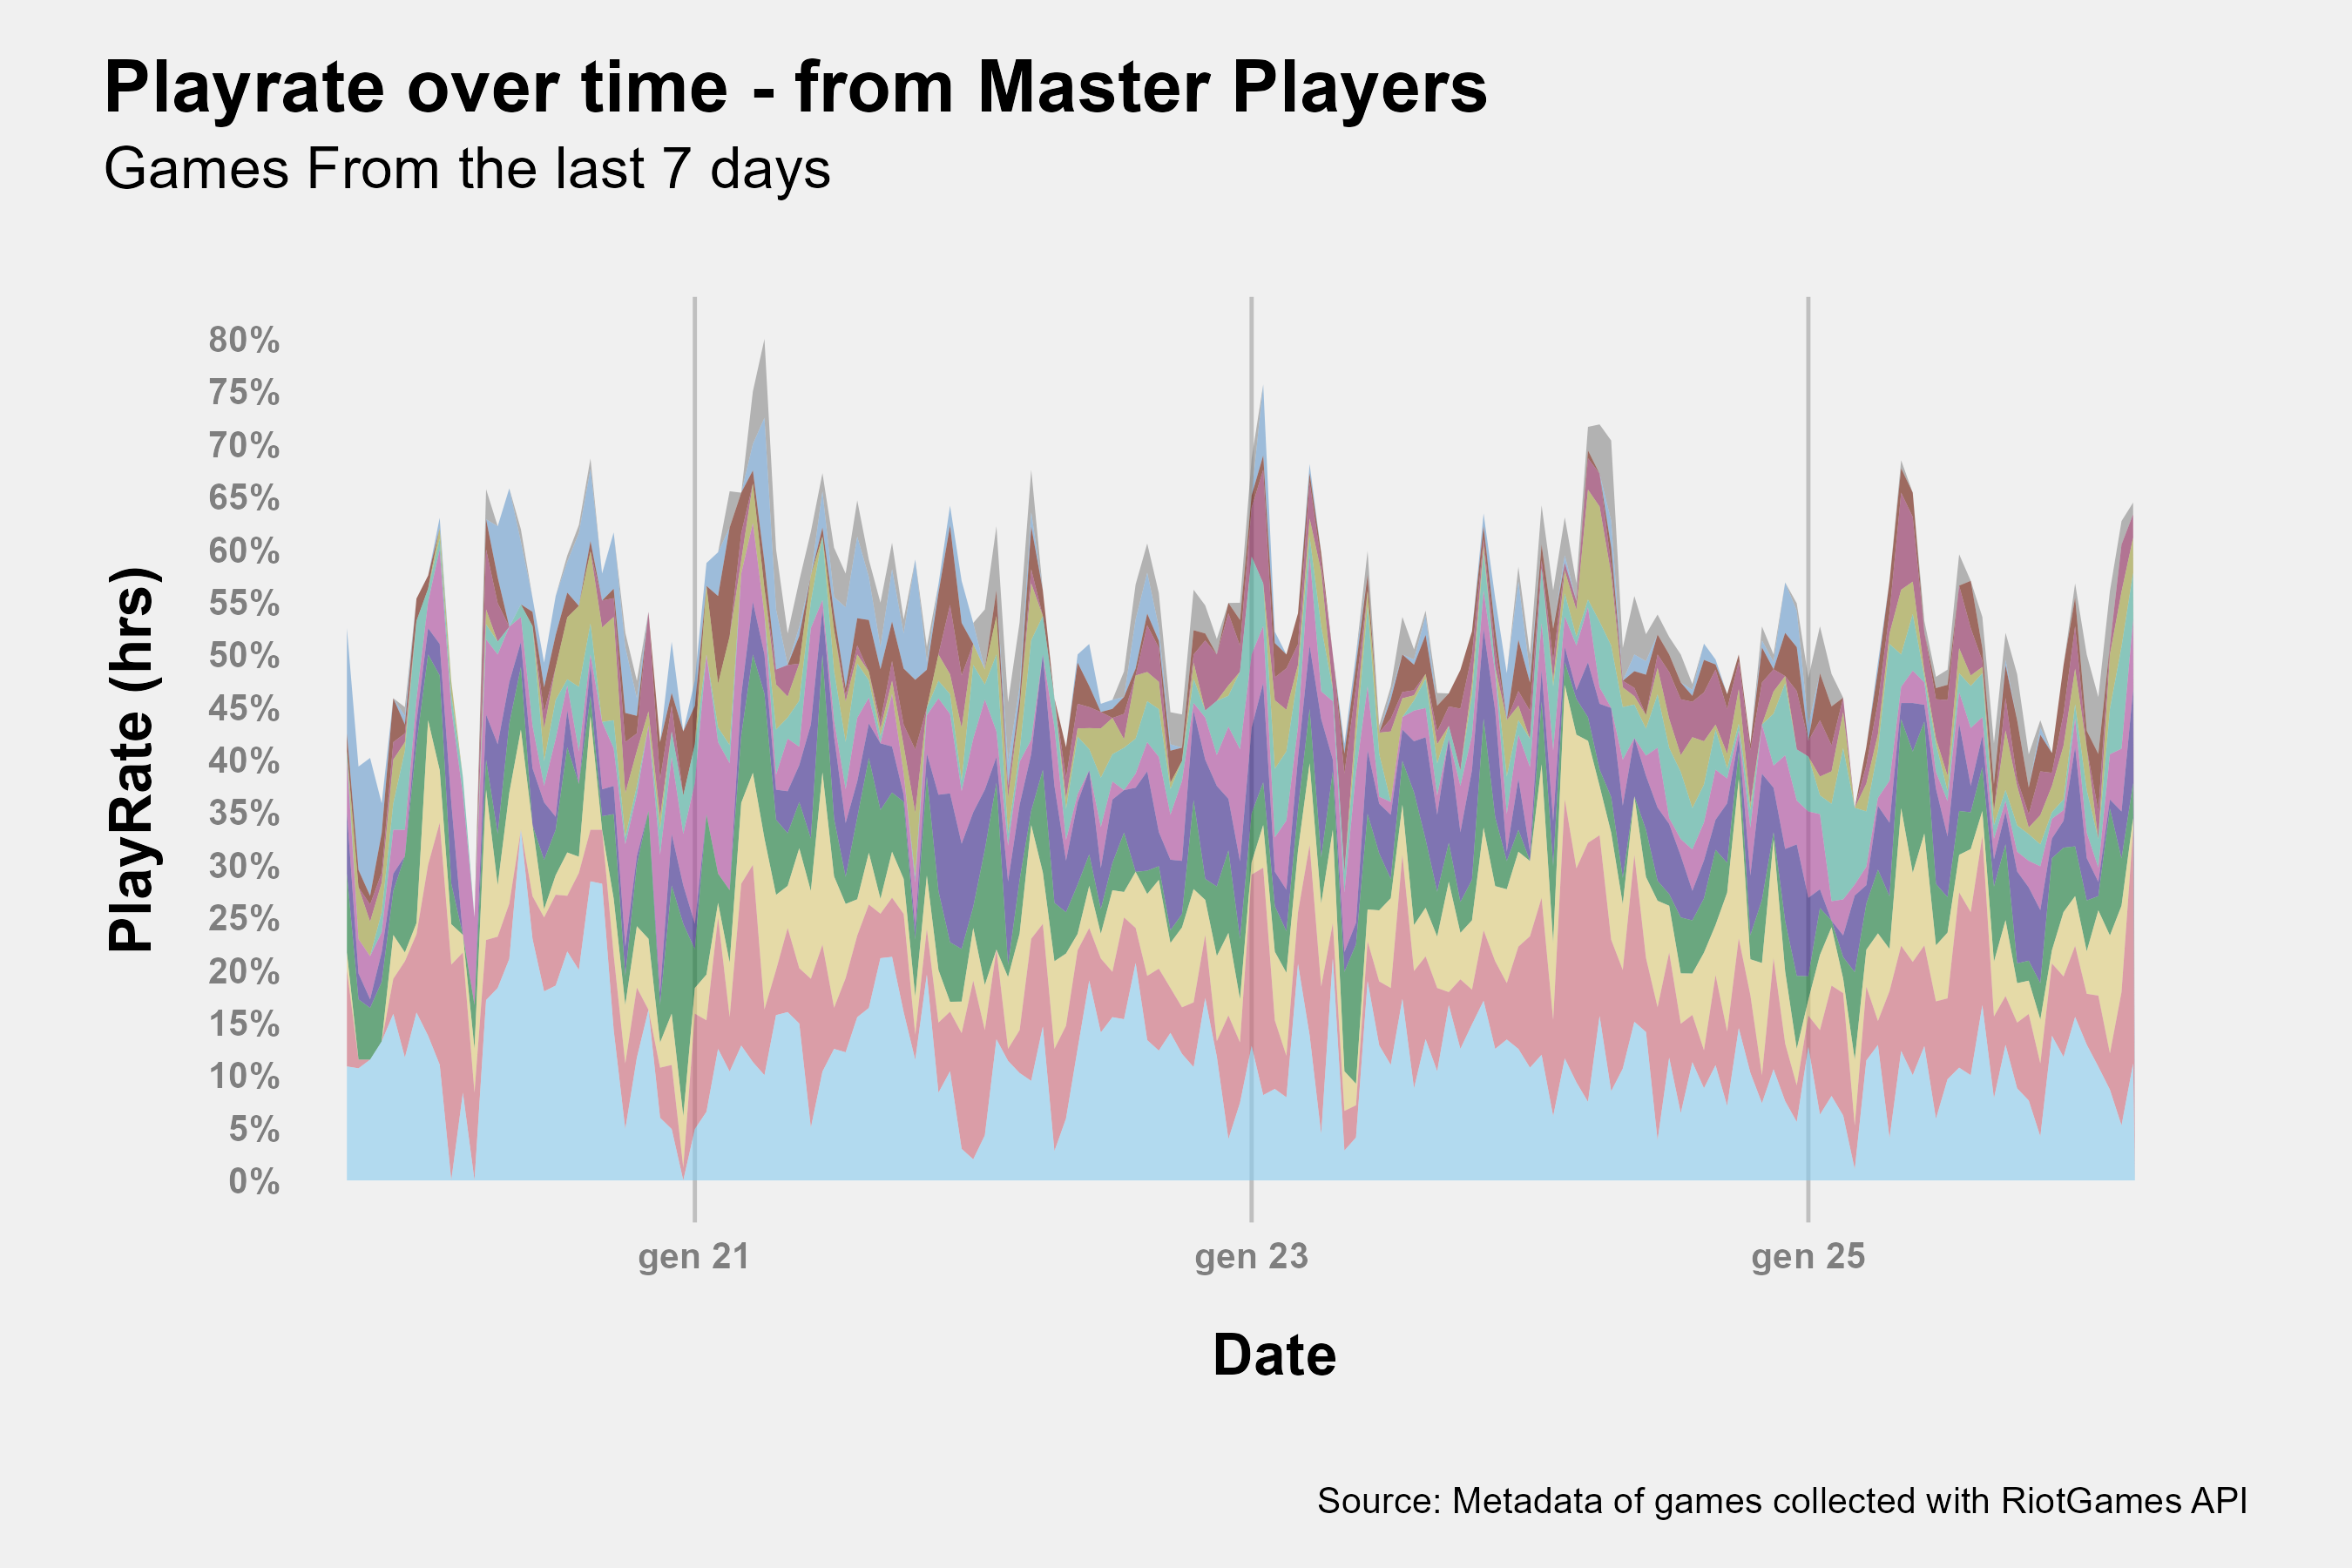 Playrate over time - from Master Players
Games From the last 7 days
80%
75%
70%
65%
60%
55%
50%
45%
40%
35%
30%
25%
20%
15%
10%
5%
0%
PlayRate (hrs)
gen 21
gen 23
gen 25
Date
Source: Metadata of games collected with RiotGames API